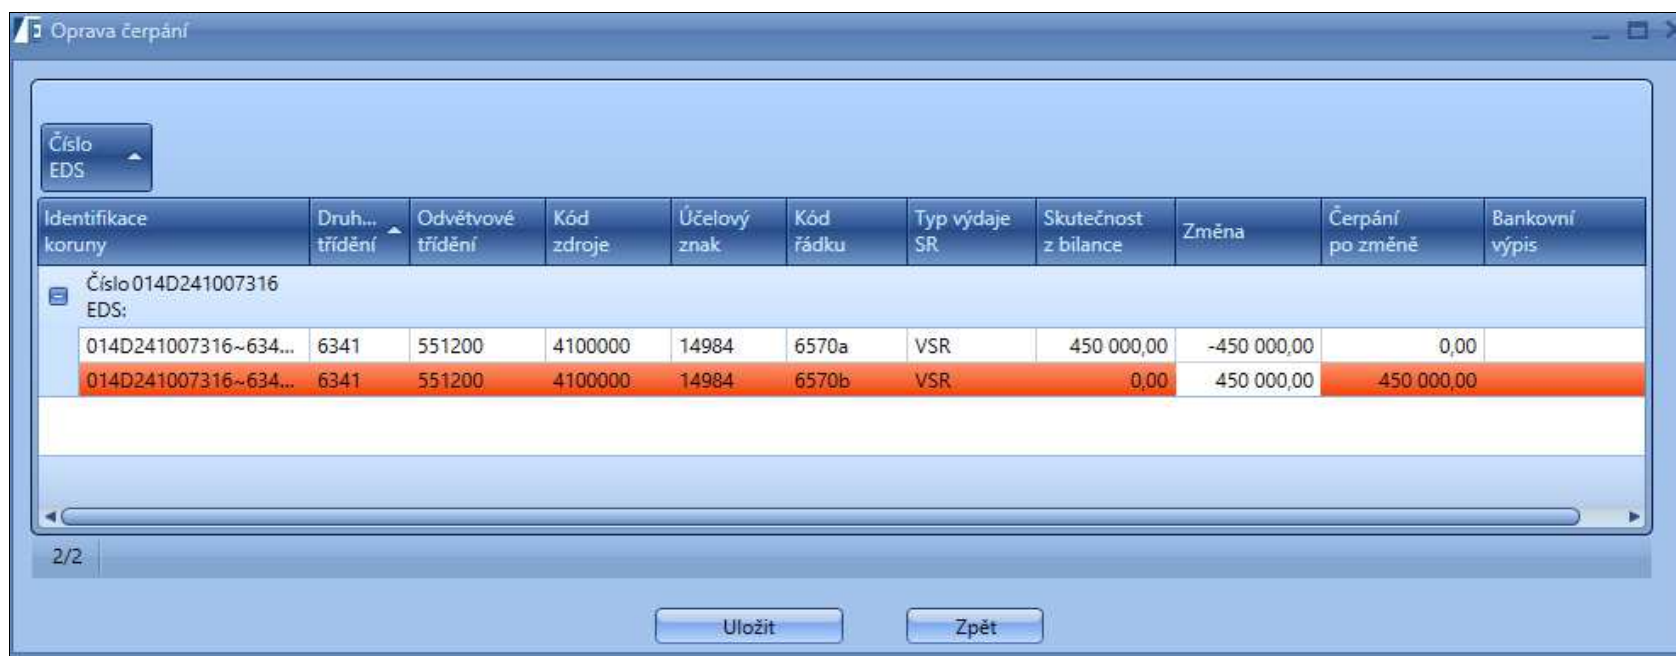 Oprava čerpání
Číslo
EDS
Identifikace koruny Druh... třídění Odvětvové třídění Kód zdroje Účelový znak Kód řádku Typ výdaje SR Skutečnost z bilance Změna Čerpání po změně Bankovní výpis
Číslo 014D241007316
EDS:
014D241007316~634... 6341 551200 4100000 14984 6570a VSR 450 000,00 -450 000,00 0,00
014D241007316~634... 6341 551200 4100000 14984 6570b VSR 0,00 450 000,00 450 000,00
2/2
Uložit Zpět